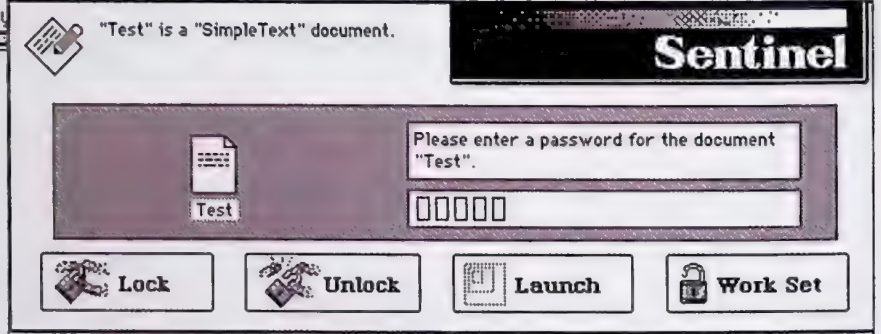 "Test" is a "SimpleText" document.
Sentinel
Please enter a password for the document
"Test".
Test
Lock
Unlock
Launch
Work Set